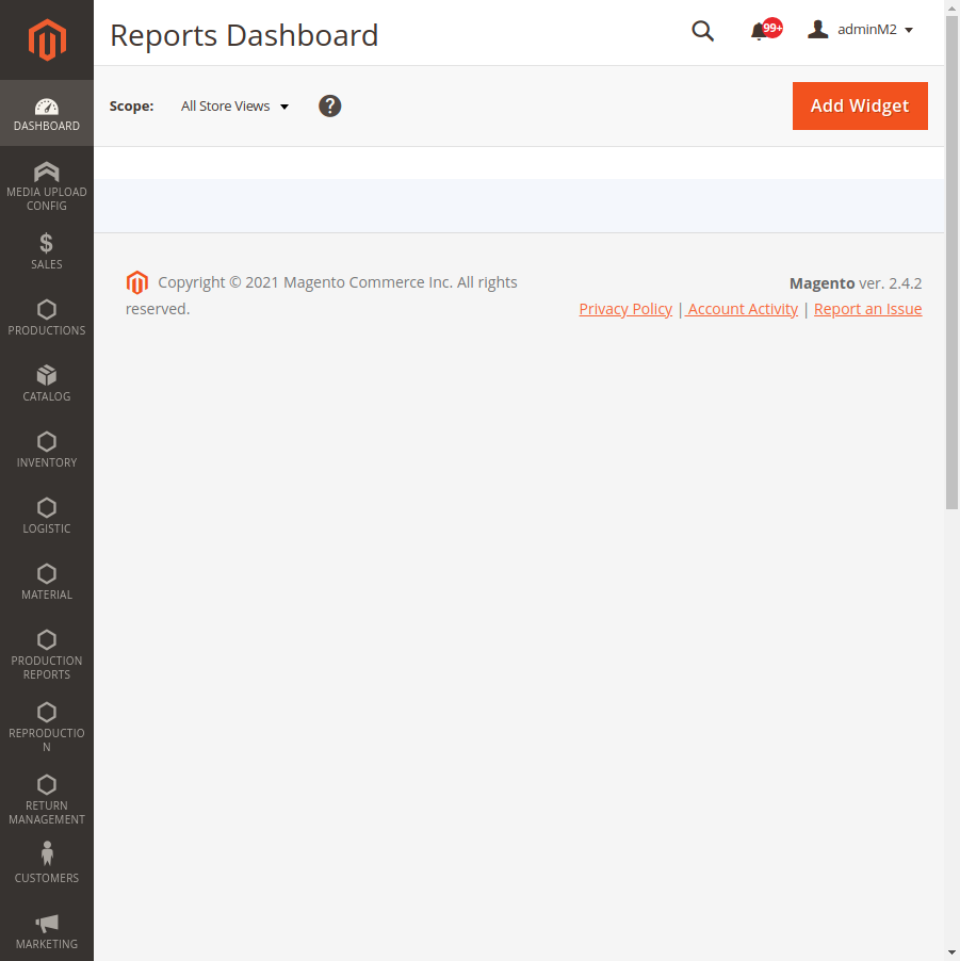 Reports Dashboard
99+
adminM2
Scope:
All Store Views
?
Add Widget
DASHBOARD
MEDIA UPLOAD
CONFIG
SALES
PRODUCTIONS
CATALOG
INVENTORY
LOGISTIC
MATERIAL
PRODUCTION
REPORTS
REPRODUCTIO
N
RETURN
MANAGEMENT
CUSTOMERS
MARKETING
Copyright © 2021 Magento Commerce Inc. All rights
reserved.
Magento ver. 2.4.2
Privacy Policy | Account Activity | Report an Issue